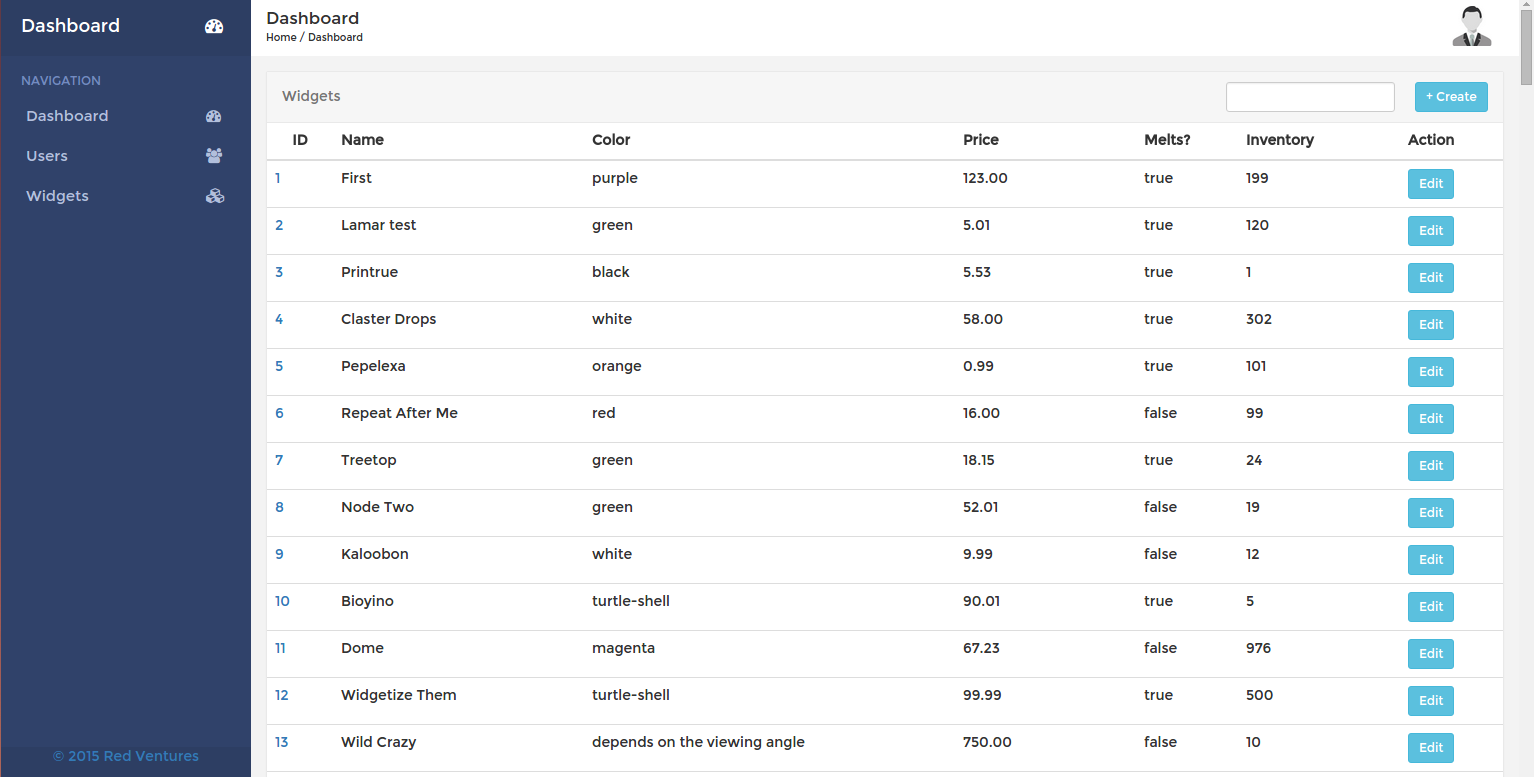 Dashboard
NAVIGATION
Dashboard
Users
Widgets
© 2015 Red Ventures
Dashboard
Home / Dashboard
Widgets
+ Create
ID Name Color Price Melts? Inventory Action
1 First purple 123.00 true 199 Edit
2 Lamar test green 5.01 true 120 Edit
3 Printrue black 5.53 true 1 Edit
4 Claster Drops white 58.00 true 302 Edit
5 Pepelexa orange 0.99 true 101 Edit
6 Repeat After Me red 16.00 false 99 Edit
7 Treetop green 18.15 true 24 Edit
8 Node Two green 52.01 false 19 Edit
9 Kaloobon white 9.99 false 12 Edit
10 Bioyino turtle-shell 90.01 true 5 Edit
11 Dome magenta 67.23 false 976 Edit
12 Widgetize Them turtle-shell 99.99 true 500 Edit
13 Wild Crazy depends on the viewing angle 750.00 false 10 Edit